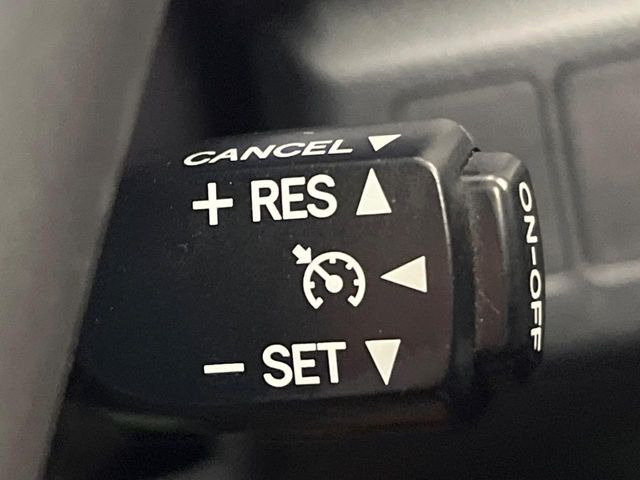 CANCEL ▼
+ RES ▲
◀
− SET ▼
ON-OFF